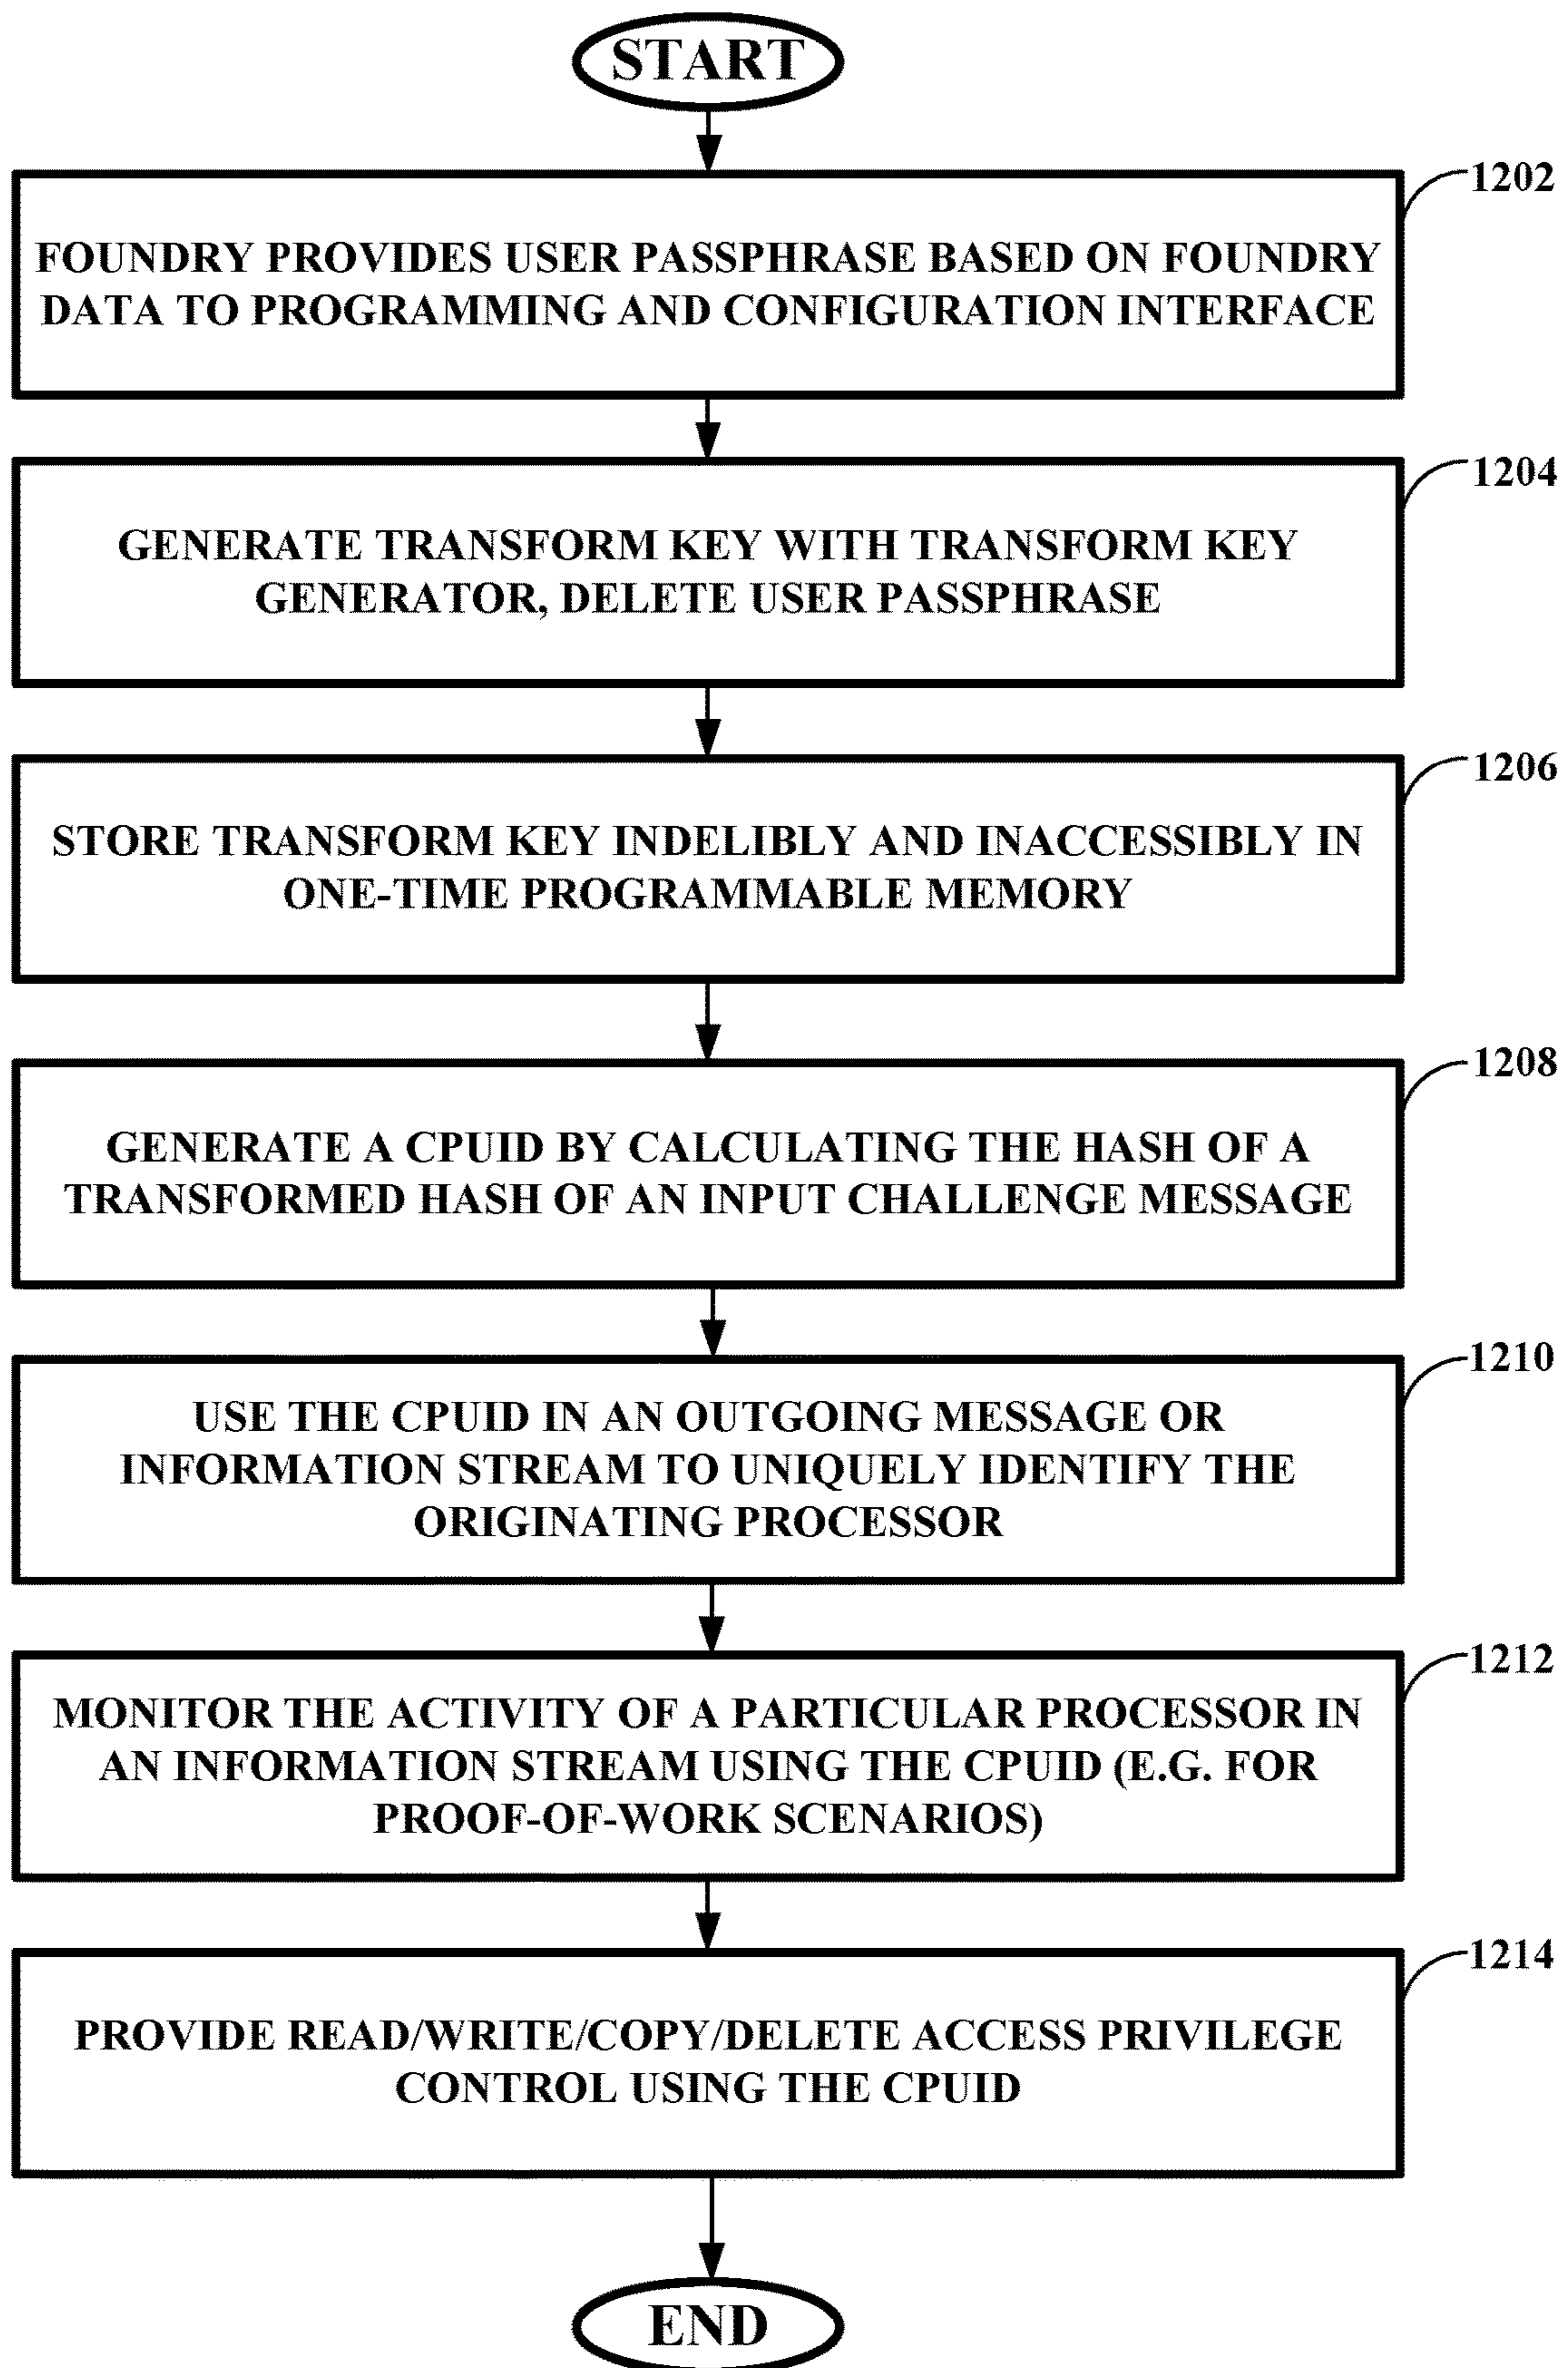 START
1202
FOUNDRY PROVIDES USER PASSPHRASE BASED ON FOUNDRY
DATA TO PROGRAMMING AND CONFIGURATION INTERFACE
1204
GENERATE TRANSFORM KEY WITH TRANSFORM KEY
GENERATOR, DELETE USER PASSPHRASE
1206
STORE TRANSFORM KEY INDELIBLY AND INACCESSIBLY IN
ONE-TIME PROGRAMMABLE MEMORY
1208
GENERATE A CPUID BY CALCULATING THE HASH OF A
TRANSFORMED HASH OF AN INPUT CHALLENGE MESSAGE
1210
USE THE CPUID IN AN OUTGOING MESSAGE OR
INFORMATION STREAM TO UNIQUELY IDENTIFY THE
ORIGINATING PROCESSOR
1212
MONITOR THE ACTIVITY OF A PARTICULAR PROCESSOR IN
AN INFORMATION STREAM USING THE CPUID (E.G. FOR
PROOF-OF-WORK SCENARIOS)
1214
PROVIDE READ/WRITE/COPY/DELETE ACCESS PRIVILEGE
CONTROL USING THE CPUID
END